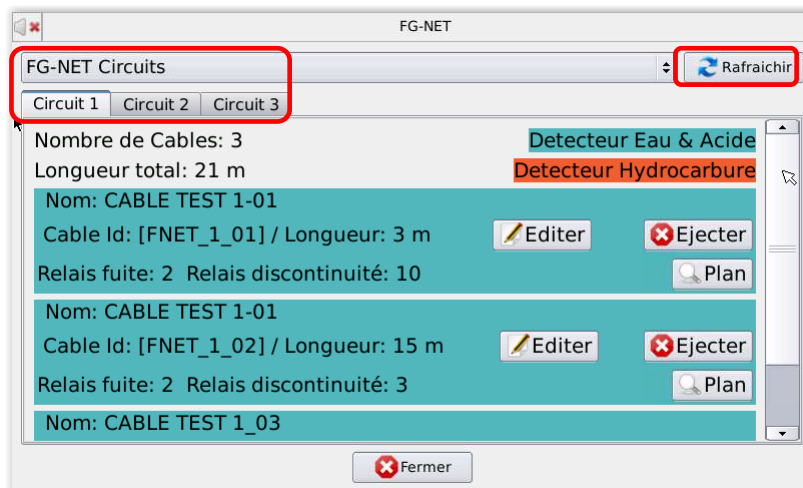 FG-NET
FG-NET Circuits
Rafraichir
Circuit 1 Circuit 2 Circuit 3
Nombre de Cables: 3 Detecteur Eau & Acide
Longueur total: 21 m Detecteur Hydrocarbure
Nom: CABLE TEST 1-01
Cable Id: [FNET_1_01] / Longueur: 3 m Editer Ejecter
Relais fuite: 2 Relais discontinuité: 10 Plan
Nom: CABLE TEST 1-01
Cable Id: [FNET_1_02] / Longueur: 15 m Editer Ejecter
Relais fuite: 2 Relais discontinuité: 3 Plan
Nom: CABLE TEST 1_03
Fermer